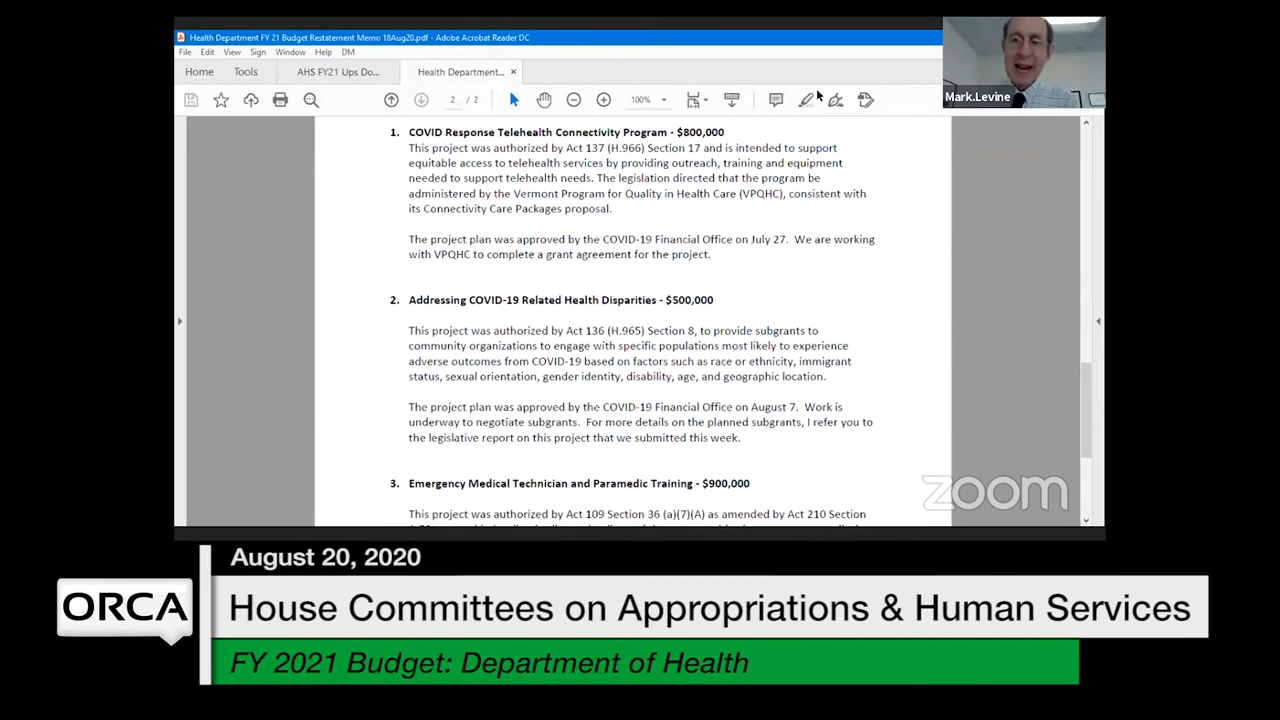 Health Department FY 21 Budget Restatement Memo 18Aug20.pdf - Adobe Acrobat Reader DC
File Edit View Sign Window Help DM
Home Tools AHS FY21 Ups Do... Health Department... ×
2 / 2 100%
Mark.Levine
1. COVID Response Telehealth Connectivity Program - $800,000
This project was authorized by Act 137 (H.966) Section 17 and is intended to support
equitable access to telehealth services by providing outreach, training and equipment
needed to support telehealth needs. The legislation directed that the program be
administered by the Vermont Program for Quality in Health Care (VPQHC), consistent with
its Connectivity Care Packages proposal.
The project plan was approved by the COVID-19 Financial Office on July 27. We are working
with VPQHC to complete a grant agreement for the project.
2. Addressing COVID-19 Related Health Disparities - $500,000
This project was authorized by Act 136 (H.965) Section 8, to provide subgrants to
community organizations to engage with specific populations most likely to experience
adverse outcomes from COVID-19 based on factors such as race or ethnicity, immigrant
status, sexual orientation, gender identity, disability, age, and geographic location.
The project plan was approved by the COVID-19 Financial Office on August 7. Work is
underway to negotiate subgrants. For more details on the planned subgrants, I refer you to
the legislative report on this project that we submitted this week.
3. Emergency Medical Technician and Paramedic Training - $900,000
This project was authorized by Act 109 Section 36 (a)(7)(A) as amended by Act 210 Section
zoom
August 20, 2020
ORCA
House Committees on Appropriations & Human Services
FY 2021 Budget: Department of Health